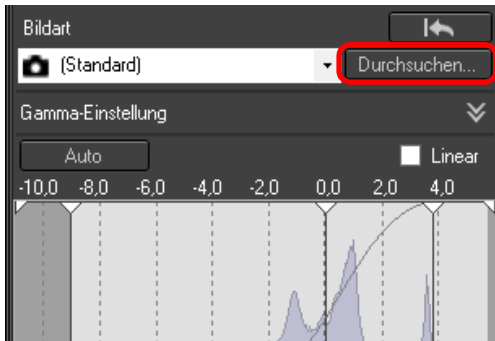 Bildart
(Standard) Durchsuchen...
Gamma-Einstellung
Auto Linear
-10,0 -8,0 -6,0 -4,0 -2,0 0,0 2,0 4,0